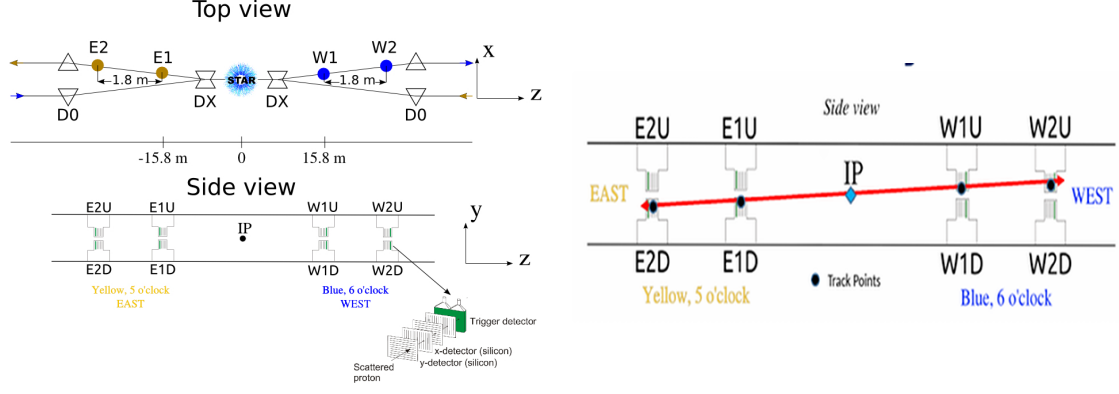 Top view
E2
E1
W1
W2
x
1.8 m
STAR
1.8 m
DX
DX
z
D0
D0
-15.8 m
0
15.8 m
Side view
E2U
E1U
W1U
W2U
y
IP
z
E2D
E1D
W1D
W2D
Yellow, 5 o'clock
EAST
Blue, 6 o'clock
WEST
Trigger detector
x-detector (silicon)
y-detector (silicon)
Scattered
proton
Side view
E2U
E1U
W1U
W2U
IP
EAST
WEST
E2D
E1D
W1D
W2D
Track Points
Yellow, 5 o'clock
Blue, 6 o'clock